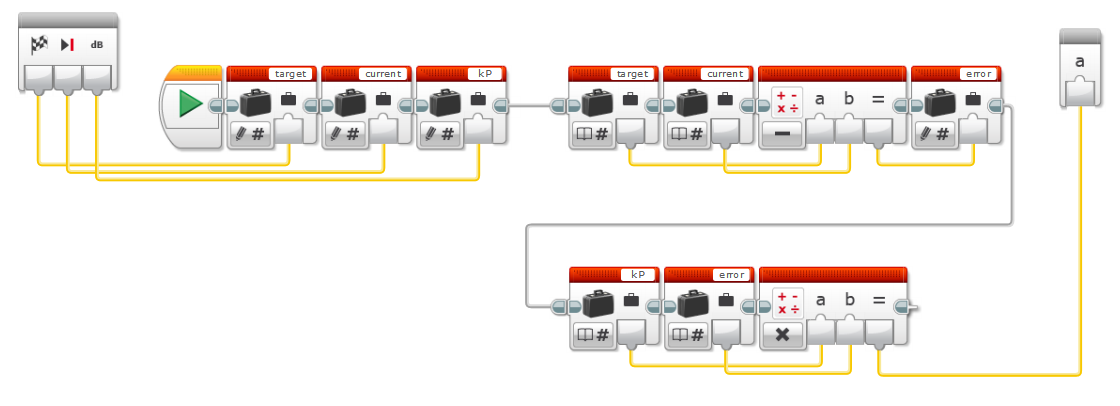 dB
target
current
kP
#
#
#
target
current
error
a b =
#
#
+ -
x ÷
−
#
a
kP
error
a b =
#
#
+ -
x ÷
×